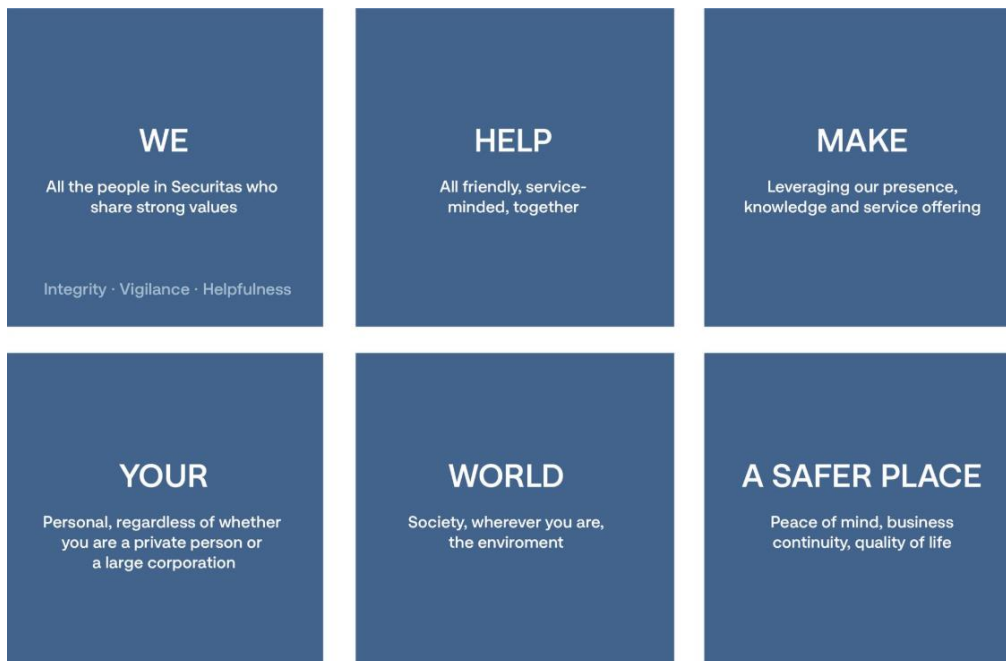 WE
All the people in Securitas who
share strong values
Integrity · Vigilance · Helpfulness
HELP
All friendly, service-
minded, together
MAKE
Leveraging our presence,
knowledge and service offering
YOUR
Personal, regardless of whether
you are a private person or
a large corporation
WORLD
Society, wherever you are,
the enviroment
A SAFER PLACE
Peace of mind, business
continuity, quality of life